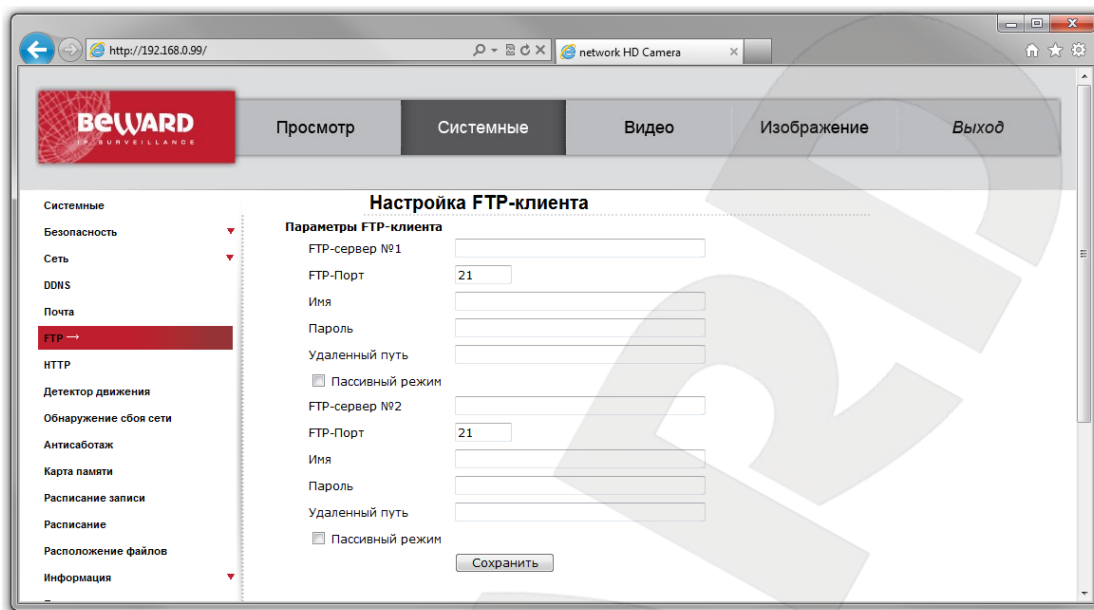 http://192.168.0.99/
network HD Camera
BEWARD
IP SURVEILLANCE
Просмотр
Системные
Видео
Изображение
Выход
Системные
Безопасность
Сеть
DDNS
Почта
FTP →
HTTP
Детектор движения
Обнаружение сбоя сети
Антисаботаж
Карта памяти
Расписание записи
Расписание
Расположение файлов
Информация
Настройка FTP-клиента
Параметры FTP-клиента
FTP-сервер №1
FTP-Порт 21
Имя
Пароль
Удаленный путь
Пассивный режим
FTP-сервер №2
FTP-Порт 21
Имя
Пароль
Удаленный путь
Пассивный режим
Сохранить